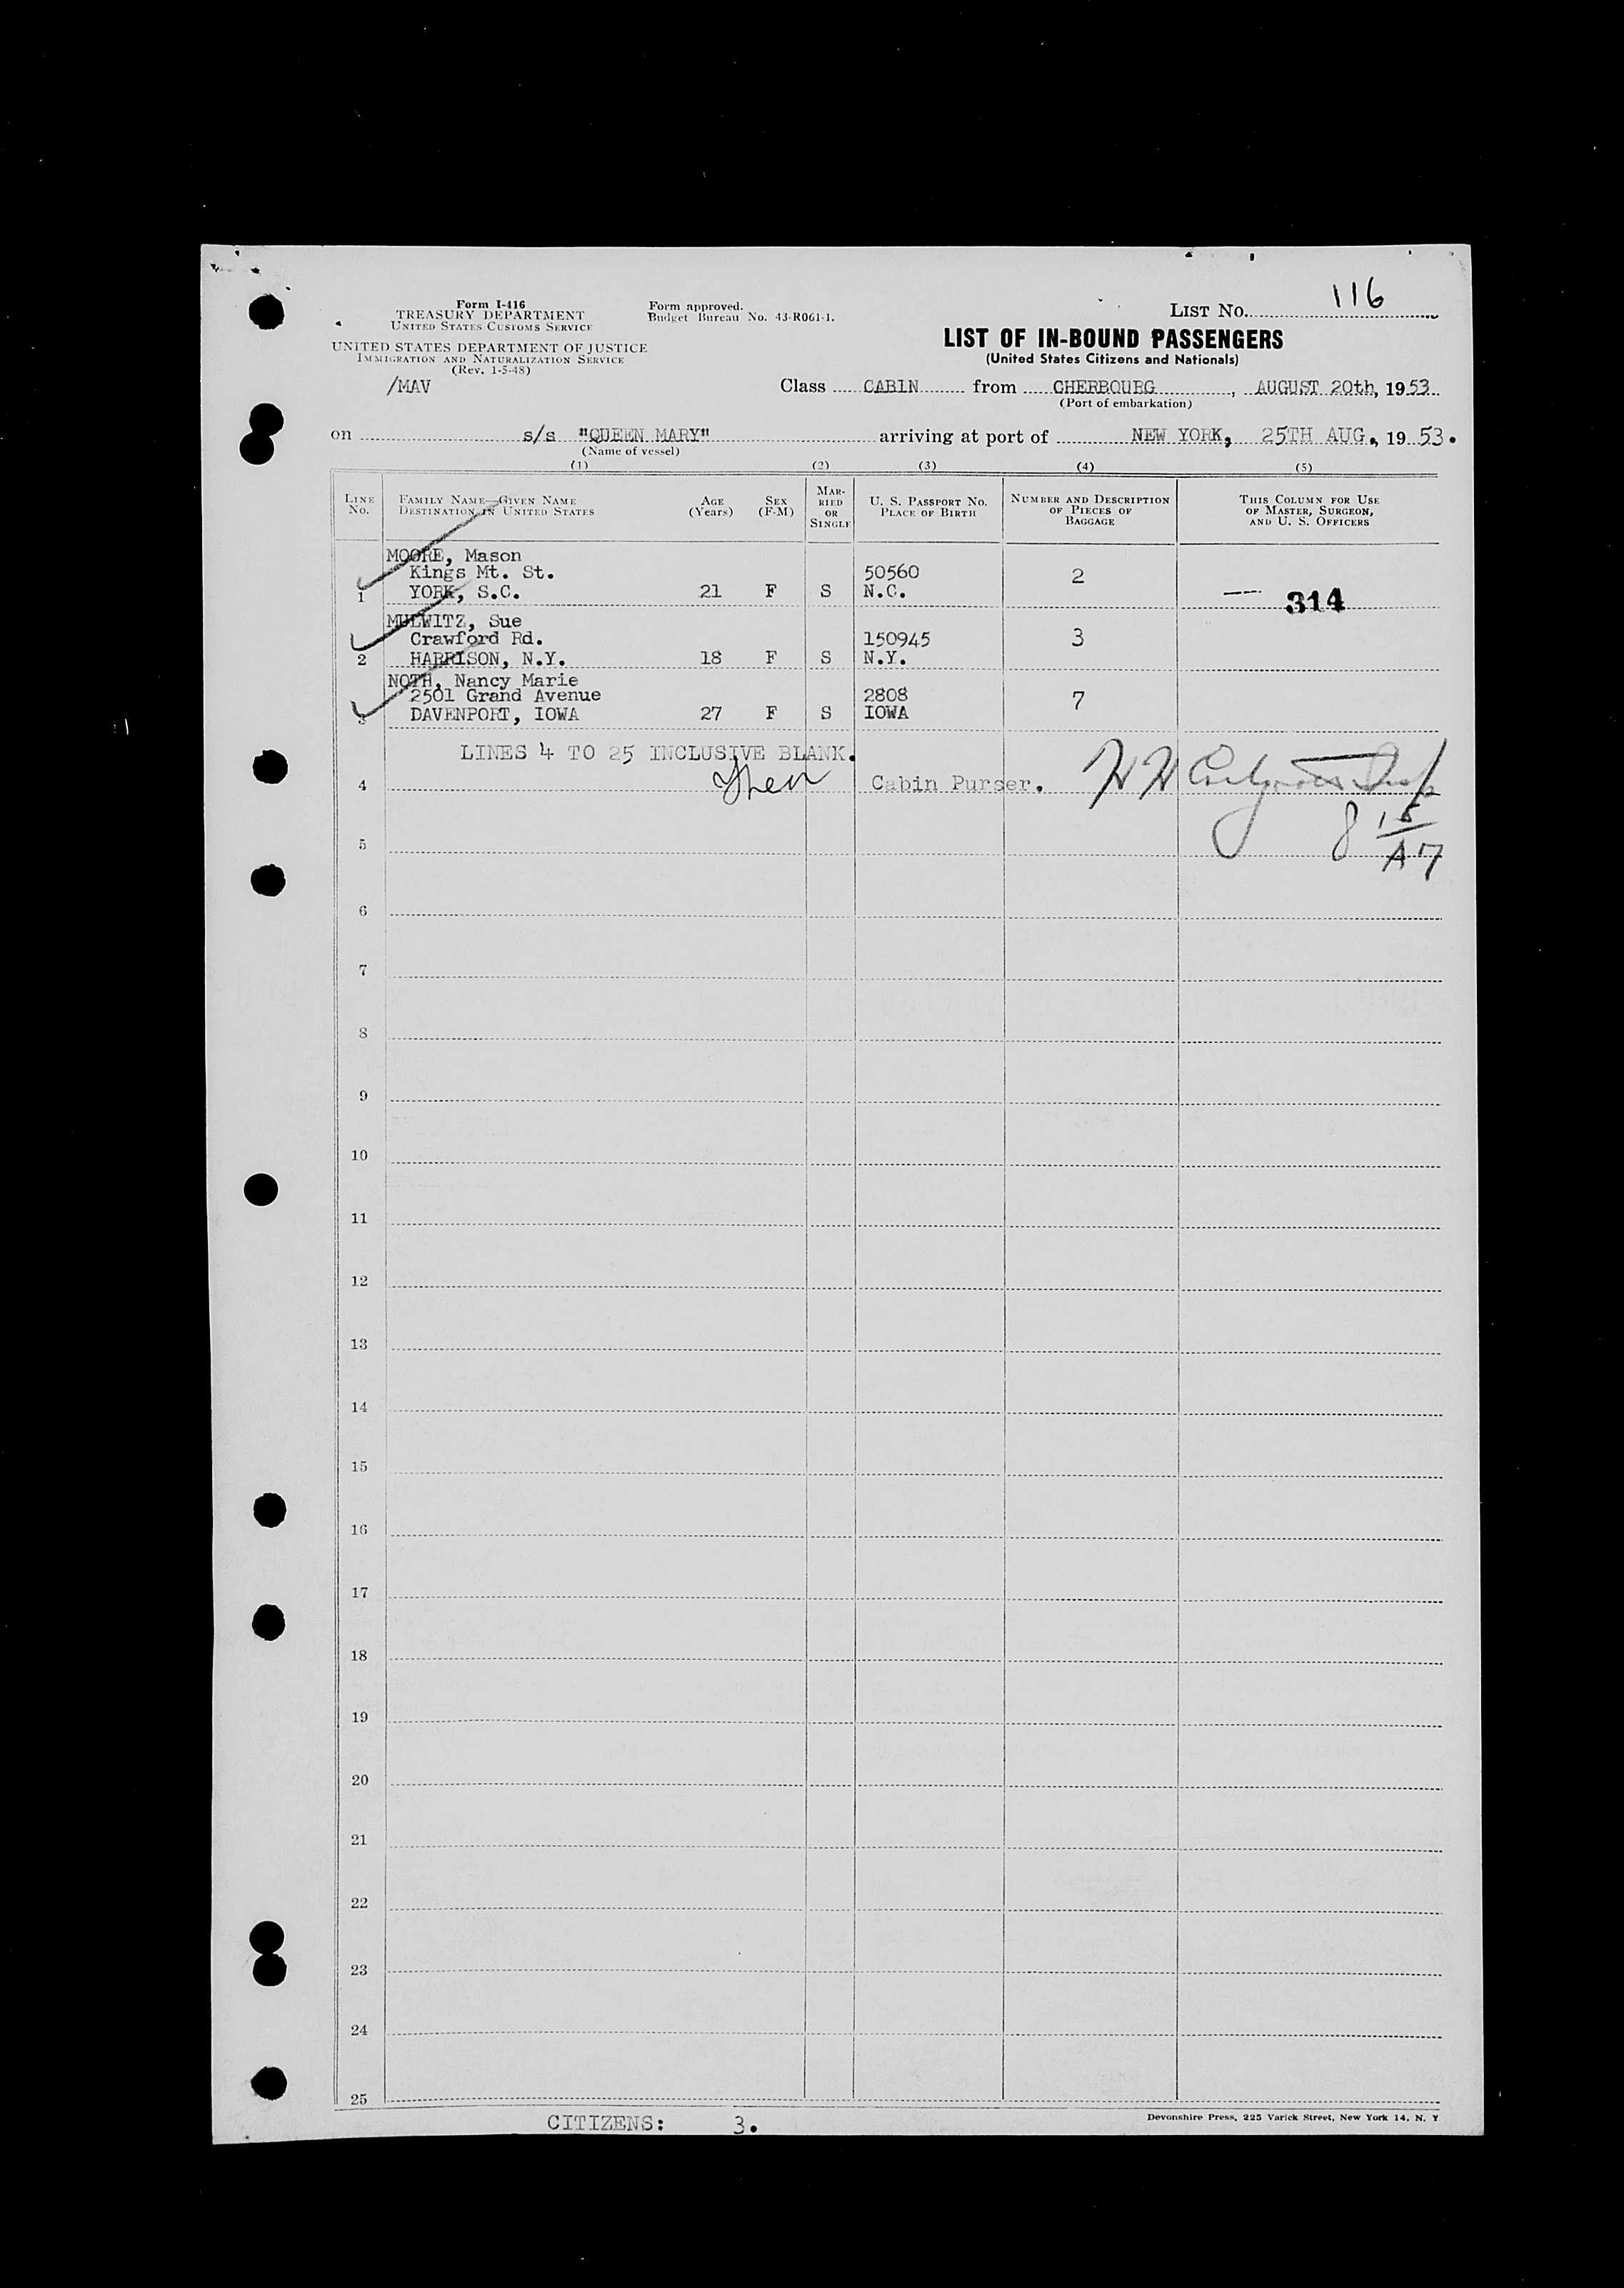 Form I-416
TREASURY DEPARTMENT
UNITED STATES CUSTOMS SERVICE
UNITED STATES DEPARTMENT OF JUSTICE
IMMIGRATION AND NATURALIZATION SERVICE
(Rev. 1-5-48)
/MAV
Form approved.
Budget Bureau No. 43-R061-1.
LIST No. 116
LIST OF IN-BOUND PASSENGERS
(United States Citizens and Nationals)
Class CABIN from CHERBOURG, AUGUST 20th, 1953
(Port of embarkation)
on s/s "QUEEN MARY" arriving at port of NEW YORK, 25TH AUG., 1953.
(Name of vessel)
(1) (2) (3) (4) (5)
LINE No. FAMILY NAME—GIVEN NAME DESTINATION IN UNITED STATES AGE (Years) SEX (F-M) MARRIED OR SINGLE U. S. PASSPORT NO. PLACE OF BIRTH NUMBER AND DESCRIPTION OF PIECES OF BAGGAGE THIS COLUMN FOR USE OF MASTER, SURGEON, AND U. S. OFFICERS
MOORE, Mason
Kings Mt. St. 50560 2
1 YORK, S.C. 21 F S N.C. — 314
MULWITZ, Sue
Crawford Rd. 150945 3
2 HARRISON, N.Y. 18 F S N.Y.
NOTH, Nancy Marie
2501 Grand Avenue 2808 7
3 DAVENPORT, IOWA 27 F S IOWA
LINES 4 TO 25 INCLUSIVE BLANK.
4 Cabin Purser.
5
6
7
8
9
10
11
12
13
14
15
16
17
18
19
20
21
22
23
24
25
CITIZENS: 3.
Devonshire Press, 225 Varick Street, New York 14, N. Y